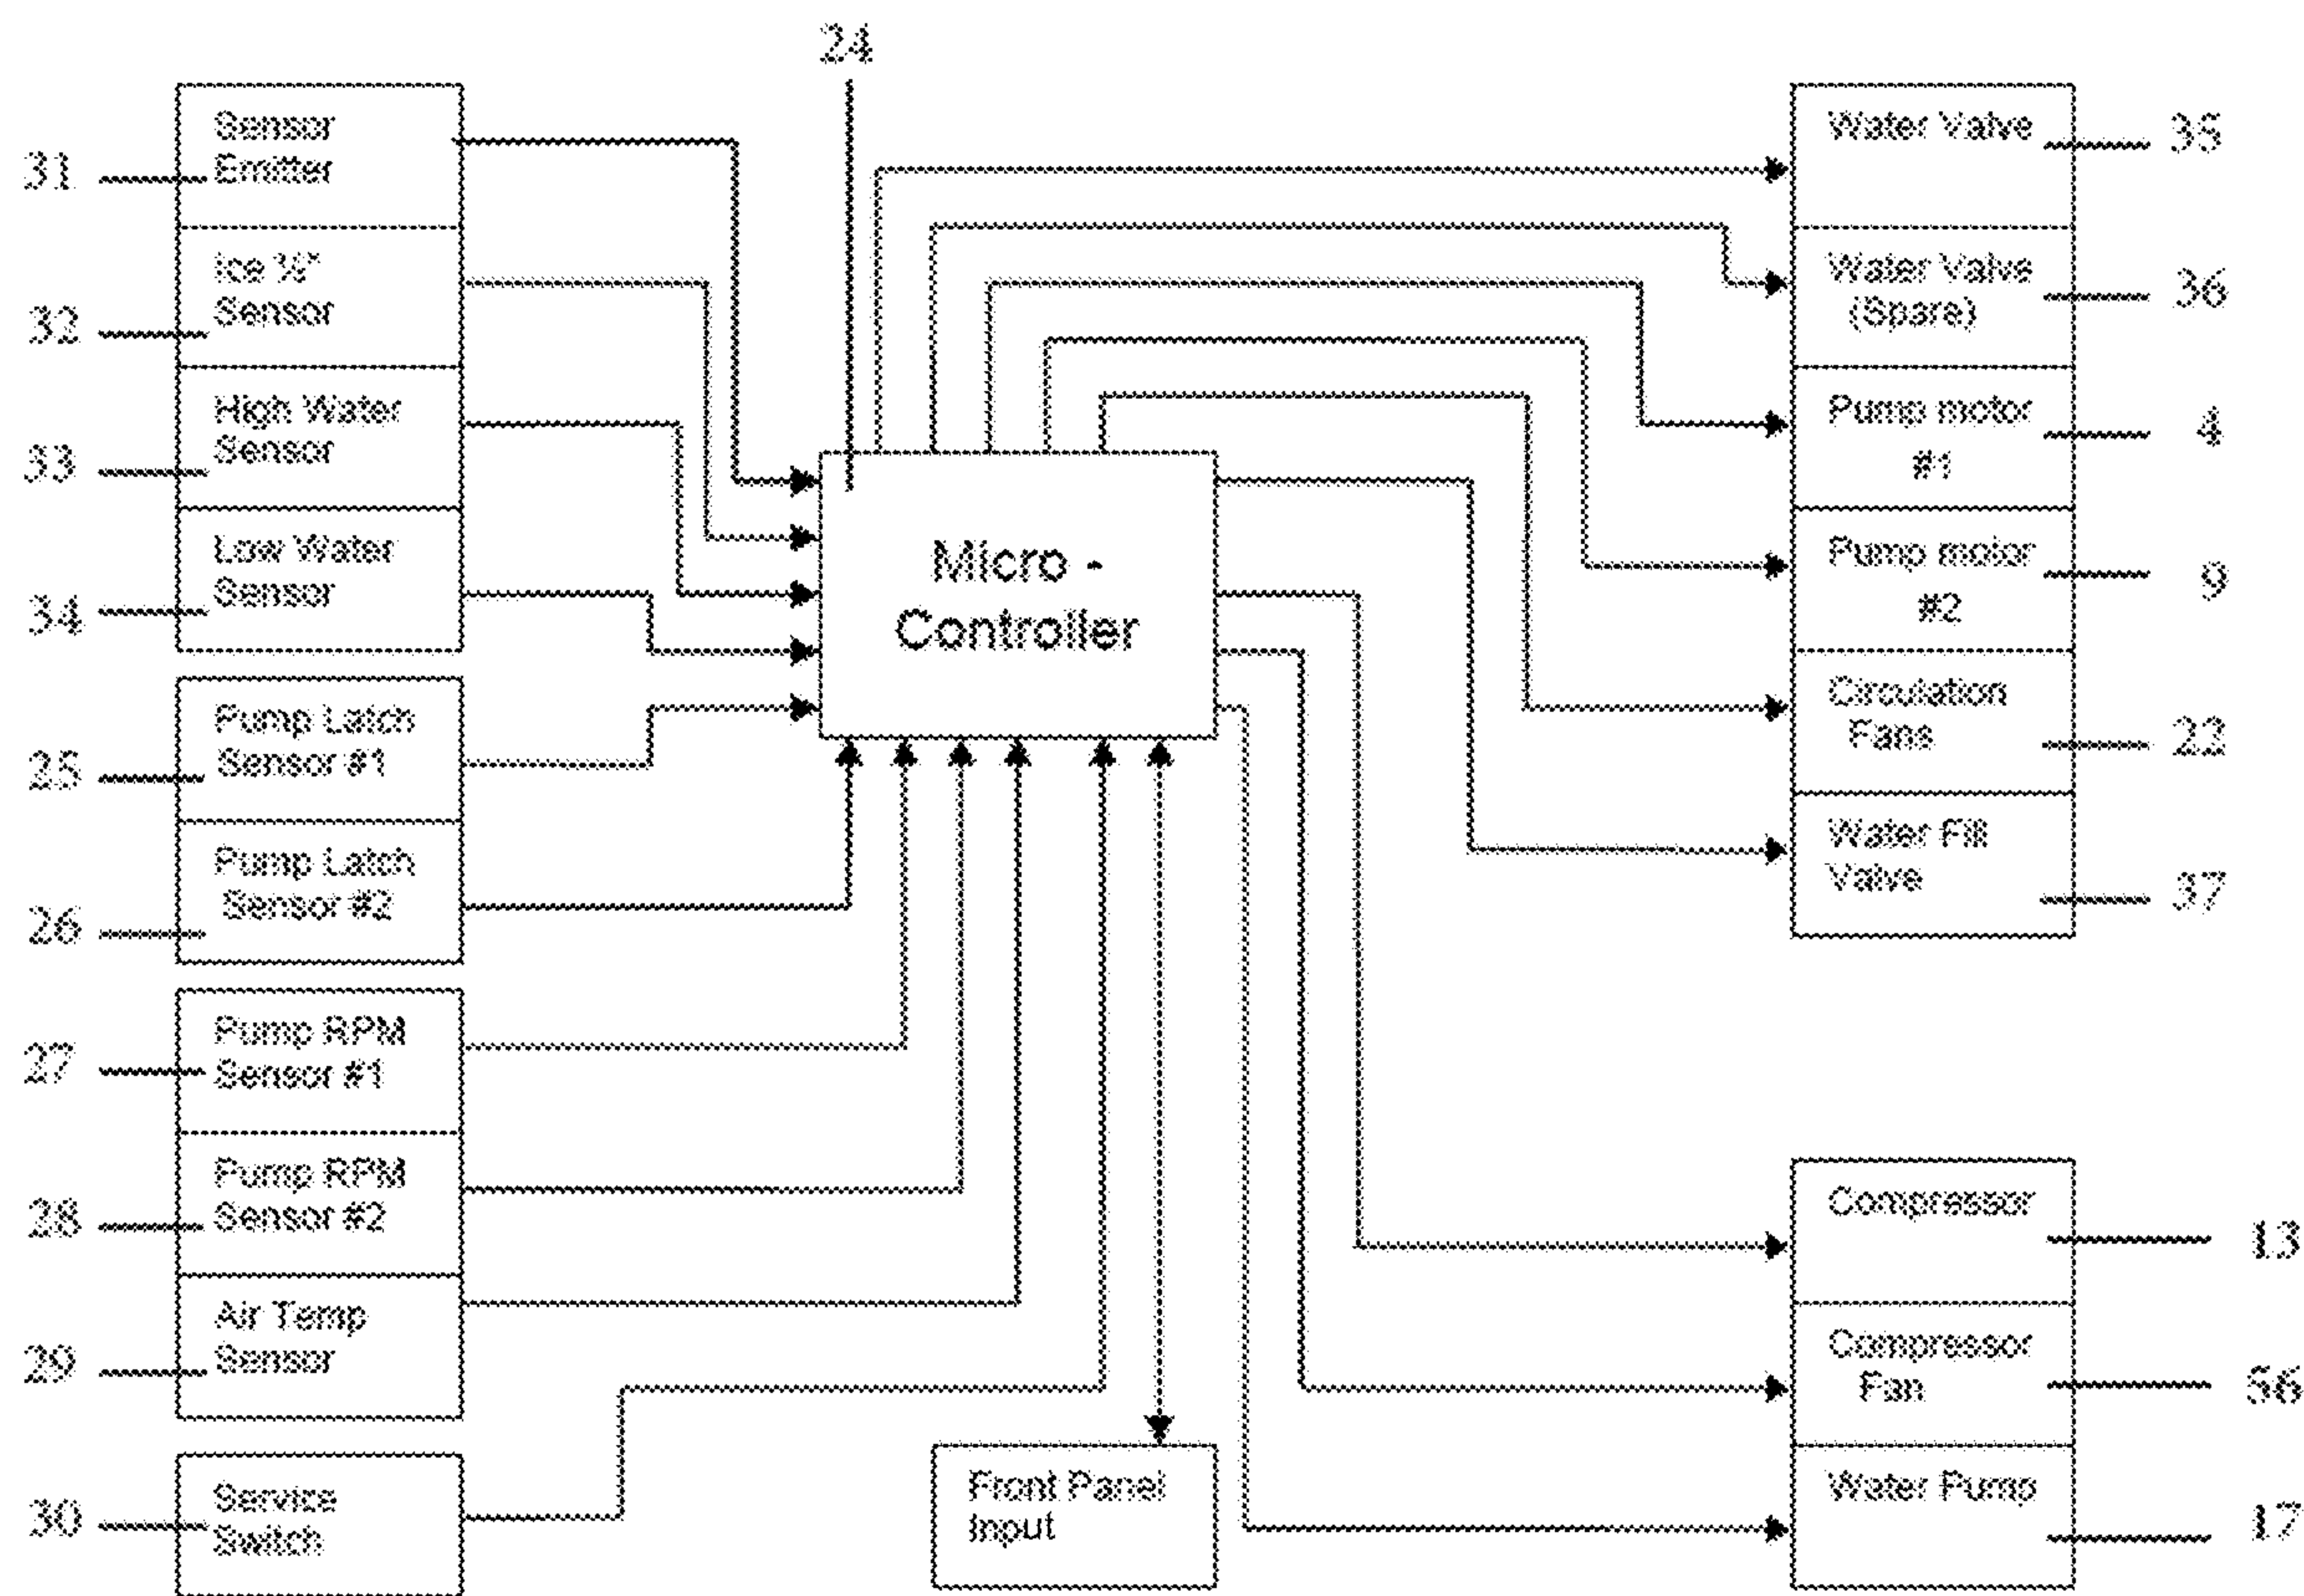 24
31
Sensor
Emitter
32
Ice ½"
Sensor
33
High Water
Sensor
34
Low Water
Sensor
25
Pump Latch
Sensor #1
26
Pump Latch
Sensor #2
27
Pump RPM
Sensor #1
28
Pump RPM
Sensor #2
29
Air Temp
Sensor
30
Service
Switch
Micro -
Controller
Front Panel
Input
Water Valve
35
Water Valve
(Spare)
36
Pump motor
#1
4
Pump motor
#2
9
Circulation
Fans
22
Water Fill
Valve
37
Compressor
13
Compressor
Fan
56
Water Pump
17